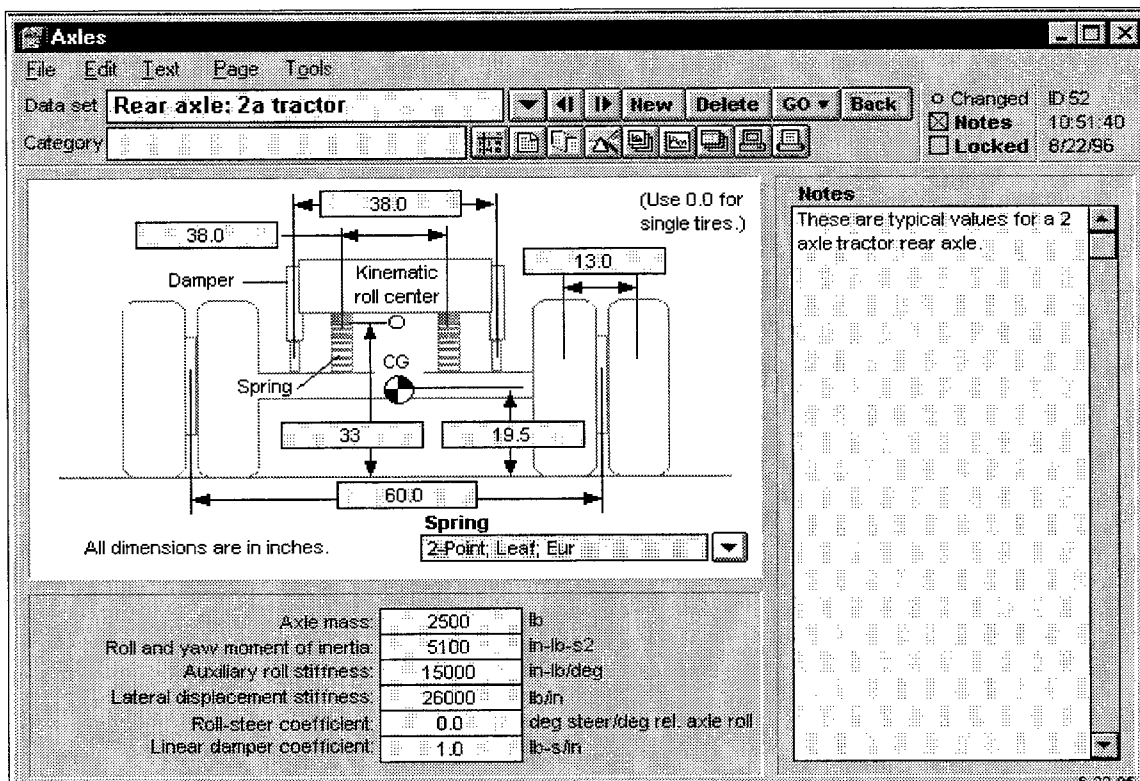 Axles
File Edit Text Page Tools
Data set Rear axle: 2a tractor New Delete GO Back
Category
Changed ID 52
Notes 10:51:40
Locked 8/22/96
38.0
(Use 0.0 for
single tires.)
38.0
13.0
Damper
Kinematic
roll center
CG
Spring
33
19.5
60.0
Spring
All dimensions are in inches.
2-Point; Leaf; Eur
Notes
These are typical values for a 2
axle tractor rear axle.
Axle mass: 2500 lb
Roll and yaw moment of inertia: 5100 in-lb-s2
Auxiliary roll stiffness: 15000 in-lb/deg
Lateral displacement stiffness: 26000 lb/in
Roll-steer coefficient: 0.0 deg steer/deg rel. axle roll
Linear damper coefficient: 1.0 lb-s/in